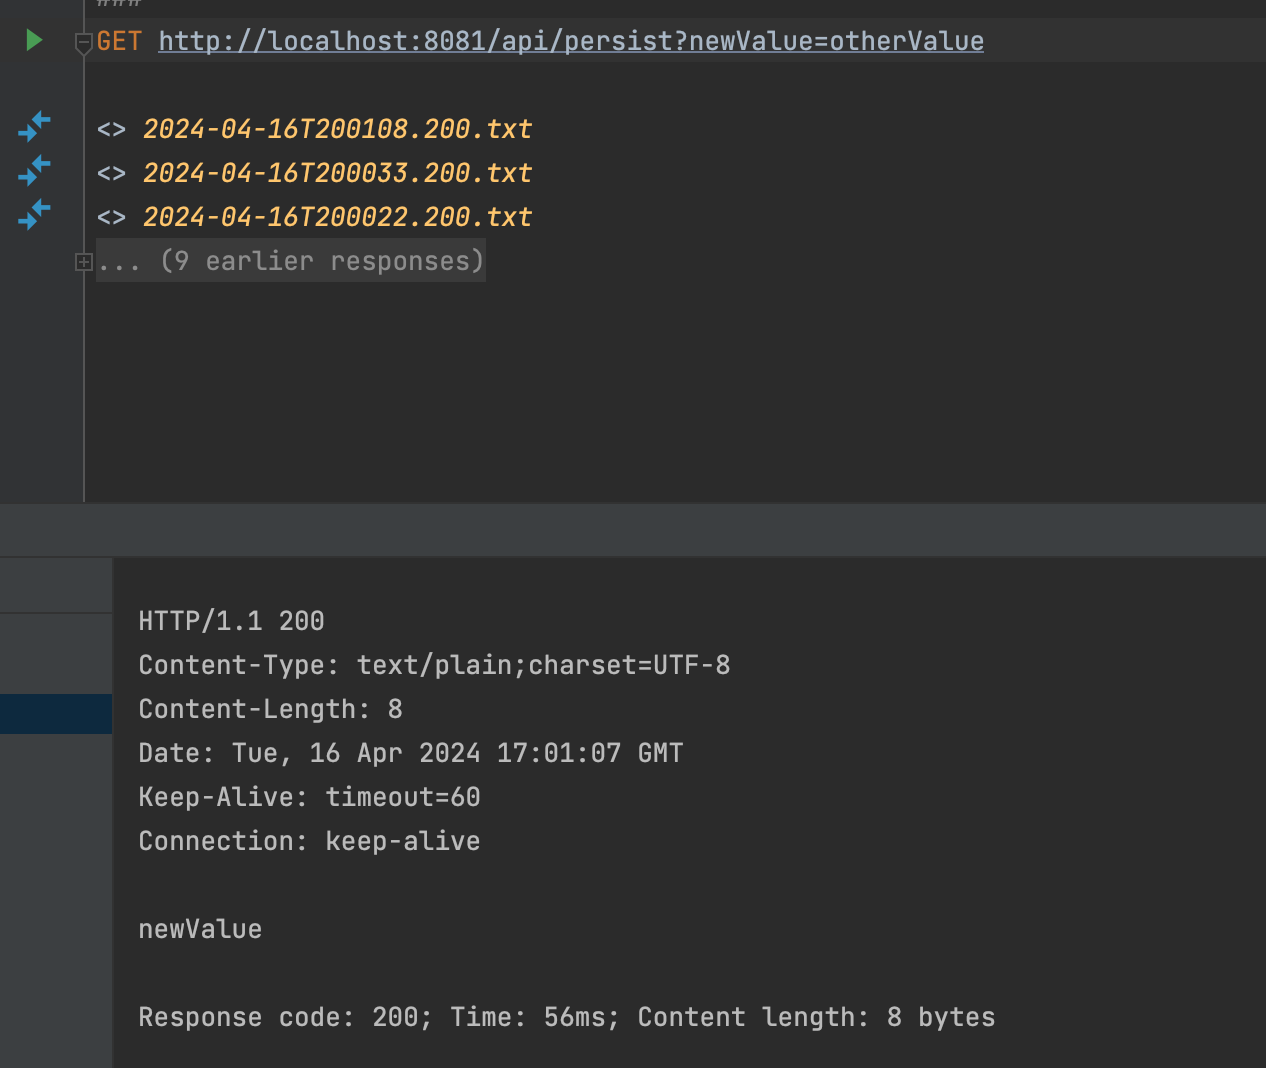 ###
GET http://localhost:8081/api/persist?newValue=otherValue
<> 2024-04-16T200108.200.txt
<> 2024-04-16T200033.200.txt
<> 2024-04-16T200022.200.txt
... (9 earlier responses)
HTTP/1.1 200
Content-Type: text/plain;charset=UTF-8
Content-Length: 8
Date: Tue, 16 Apr 2024 17:01:07 GMT
Keep-Alive: timeout=60
Connection: keep-alive
newValue
Response code: 200; Time: 56ms; Content length: 8 bytes